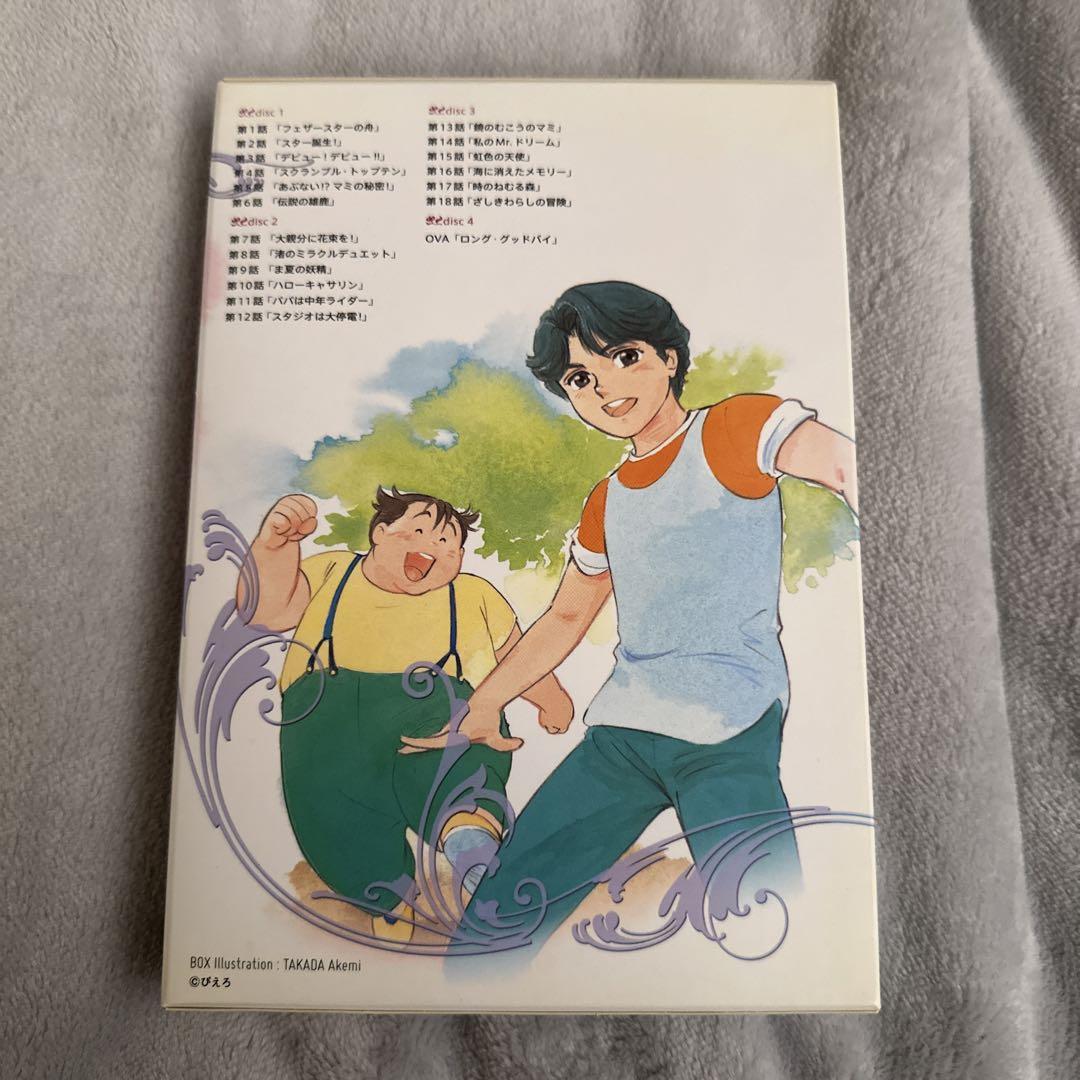 disc 1
第1話 「フェザースターの舟」
第2話 「スター誕生!」
第3話 「デビュー!デビュー!!」
第4話 「スクランブル・トップテン」
第5話 「あぶない!?マミの秘密!」
第6話 「伝説の雄鹿」
disc 2
第7話 「大親分に花束を!」
第8話 「渚のミラクルデュエット」
第9話 「ま夏の妖精」
第10話「ハローキャサリン」
第11話「パパは中年ライダー」
第12話「スタジオは大停電!」
disc 3
第13話「鏡のむこうのマミ」
第14話「私のMr.ドリーム」
第15話「虹色の天使」
第16話「海に消えたメモリー」
第17話「時のねむる森」
第18話「ざしきわらしの冒険」
disc 4
OVA「ロング・グッドバイ」
BOX Illustration : TAKADA Akemi
©ぴえろ